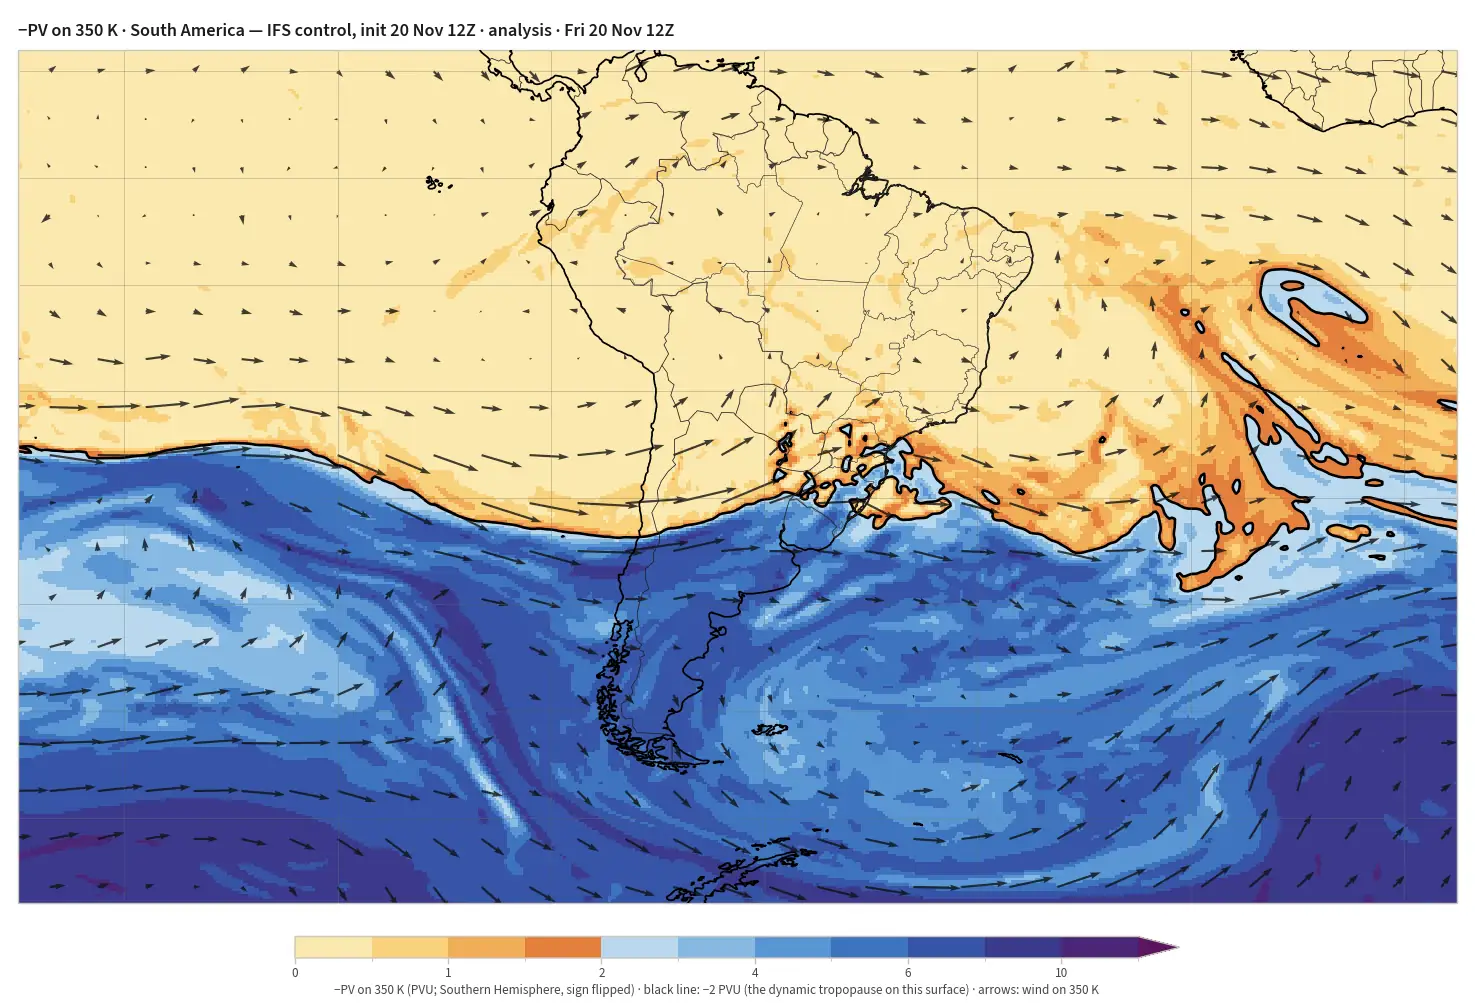 −PV on 350 K · South America — IFS control, init 20 Nov 12Z · analysis · Fri 20 Nov 12Z
0 1 2 4 6 10
−PV on 350 K (PVU; Southern Hemisphere, sign flipped) · black line: −2 PVU (the dynamic tropopause on this surface) · arrows: wind on 350 K